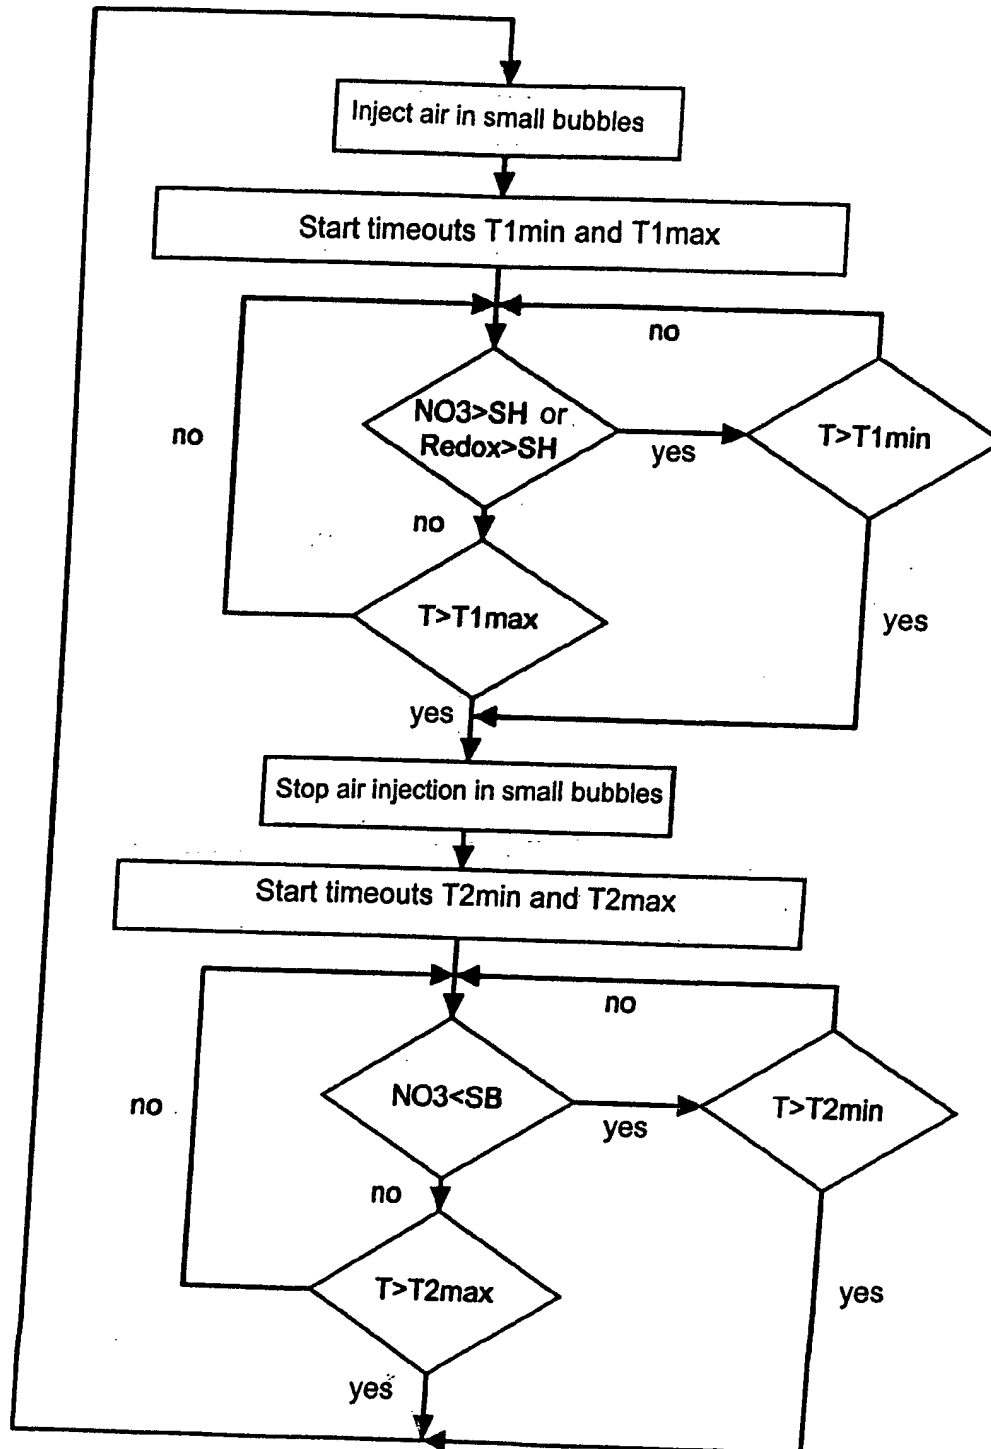 Inject air in small bubbles
Start timeouts T1min and T1max
no
NO3>SH or
Redox>SH
yes
T>T1min
no
no
T>T1max
yes
yes
Stop air injection in small bubbles
Start timeouts T2min and T2max
no
NO3<SB
yes
T>T2min
no
no
T>T2max
yes
yes